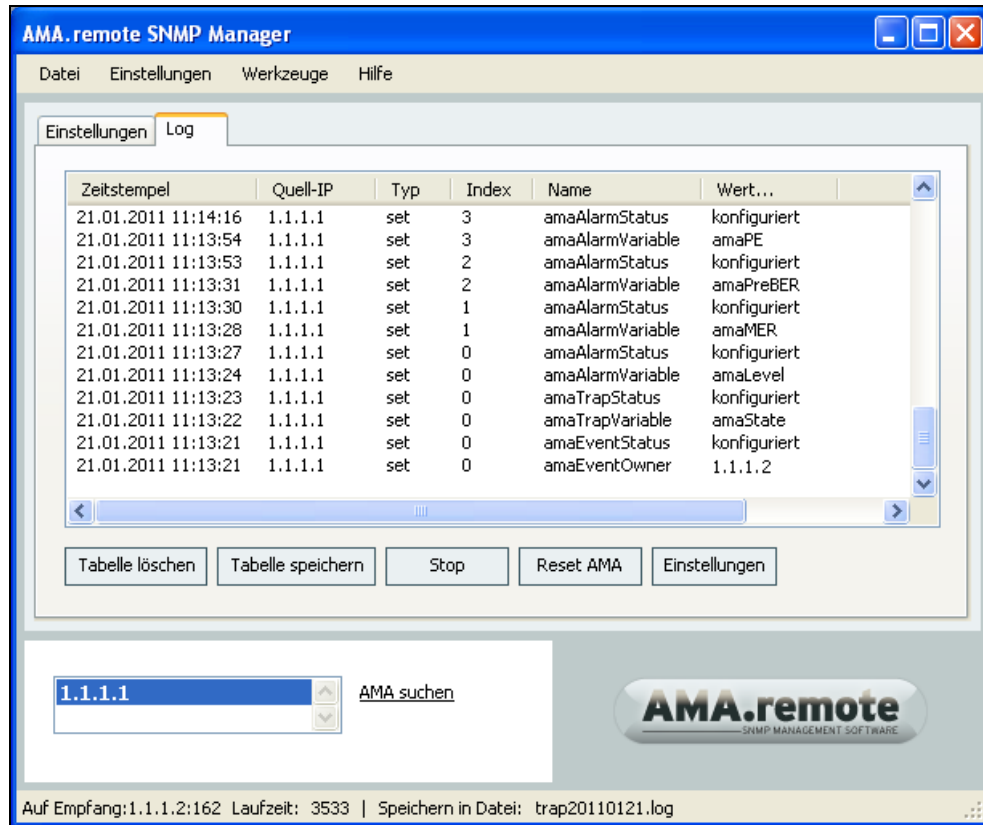 AMA.remote SNMP Manager
Datei Einstellungen Werkzeuge Hilfe
Einstellungen Log
Zeitstempel Quell-IP Typ Index Name Wert...
21.01.2011 11:14:16 1.1.1.1 set 3 amaAlarmStatus konfiguriert
21.01.2011 11:13:54 1.1.1.1 set 3 amaAlarmVariable amaPE
21.01.2011 11:13:53 1.1.1.1 set 2 amaAlarmStatus konfiguriert
21.01.2011 11:13:31 1.1.1.1 set 2 amaAlarmVariable amaPreBER
21.01.2011 11:13:30 1.1.1.1 set 1 amaAlarmStatus konfiguriert
21.01.2011 11:13:28 1.1.1.1 set 1 amaAlarmVariable amaMER
21.01.2011 11:13:27 1.1.1.1 set 0 amaAlarmStatus konfiguriert
21.01.2011 11:13:24 1.1.1.1 set 0 amaAlarmVariable amaLevel
21.01.2011 11:13:23 1.1.1.1 set 0 amaTrapStatus konfiguriert
21.01.2011 11:13:22 1.1.1.1 set 0 amaTrapVariable amaState
21.01.2011 11:13:21 1.1.1.1 set 0 amaEventStatus konfiguriert
21.01.2011 11:13:21 1.1.1.1 set 0 amaEventOwner 1.1.1.2
Tabelle löschen Tabelle speichern Stop Reset AMA Einstellungen
1.1.1.1 AMA suchen
AMA.remote
SNMP MANAGEMENT SOFTWARE
Auf Empfang:1.1.1.2:162 Laufzeit: 3533 | Speichern in Datei: trap20110121.log